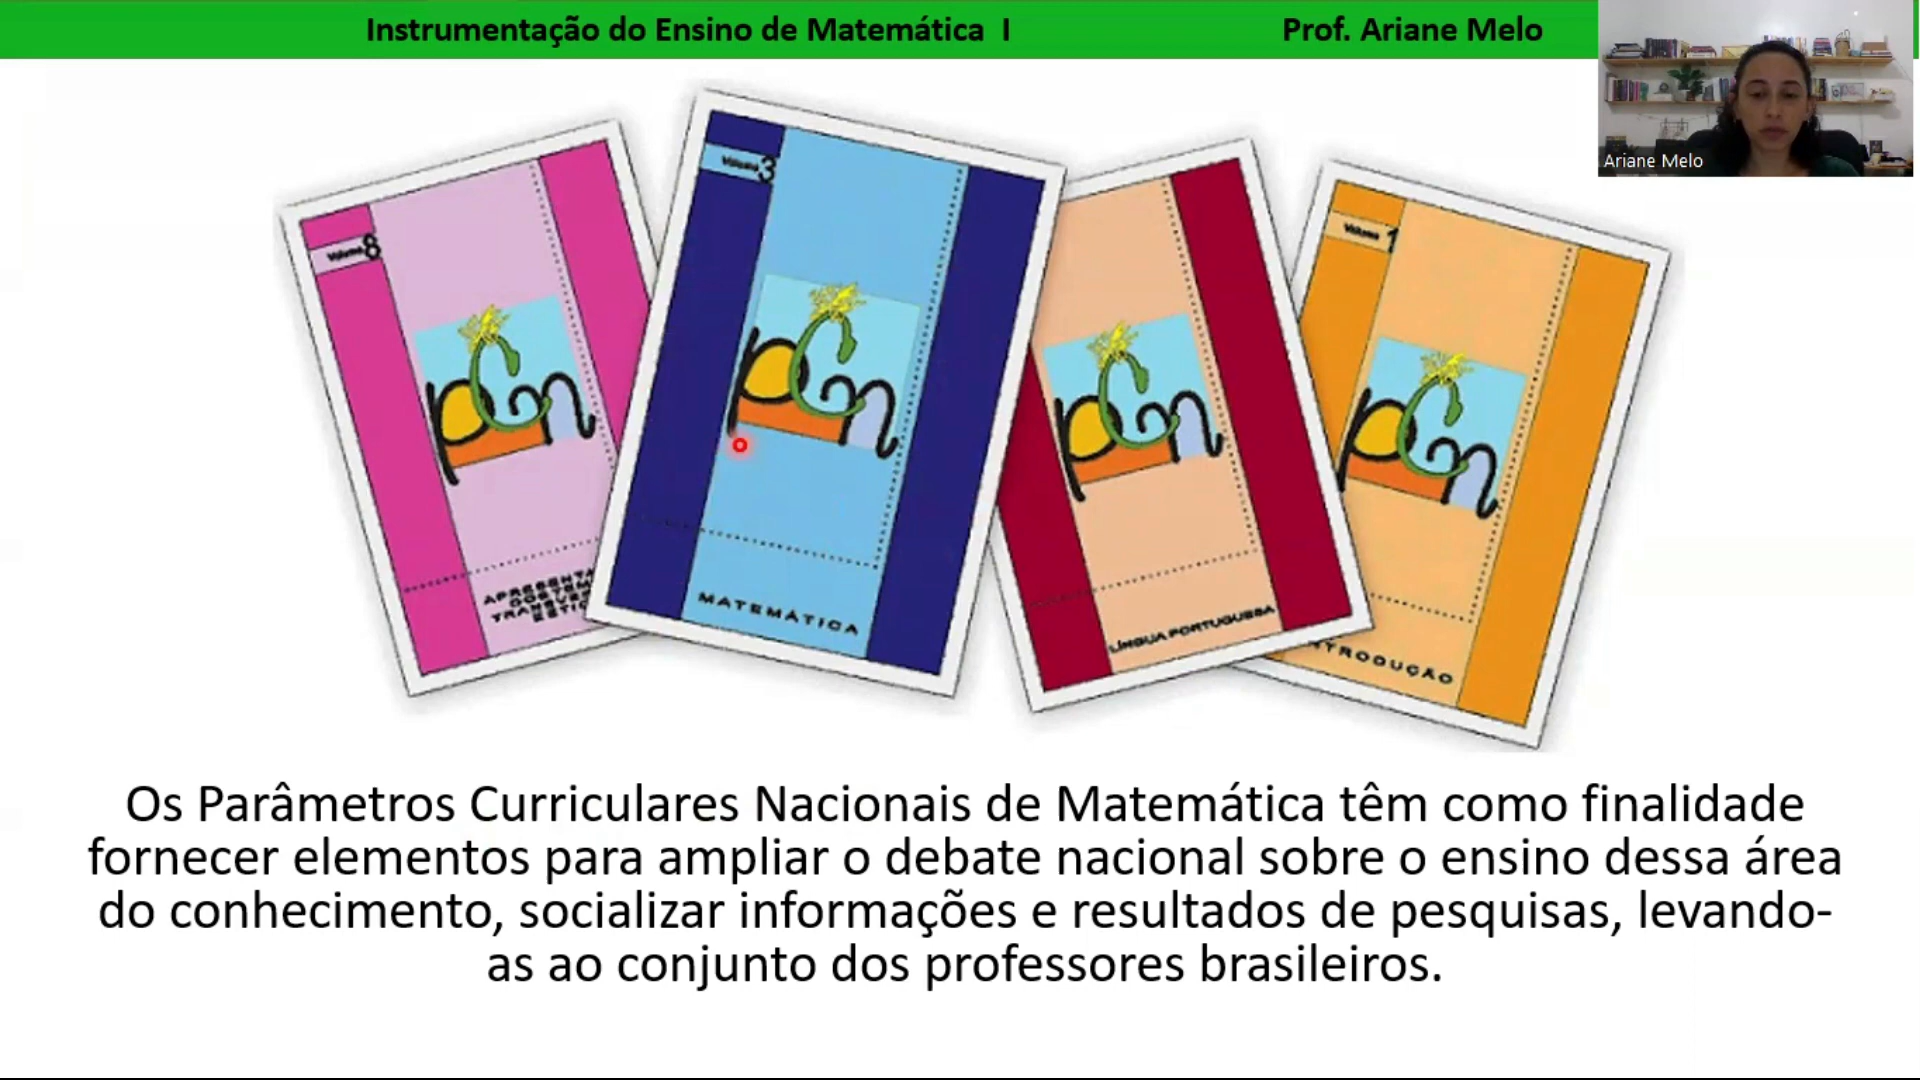 Instrumentação do Ensino de Matemática I
Prof. Ariane Melo
Ariane Melo
Volume 8
pcn
Volume 3
pcn
MATEMÁTICA
pcn
LÍNGUA PORTUGUESA
Volume 1
pcn
NTRODUÇÃO
Os Parâmetros Curriculares Nacionais de Matemática têm como finalidade
fornecer elementos para ampliar o debate nacional sobre o ensino dessa área
do conhecimento, socializar informações e resultados de pesquisas, levando-
as ao conjunto dos professores brasileiros.